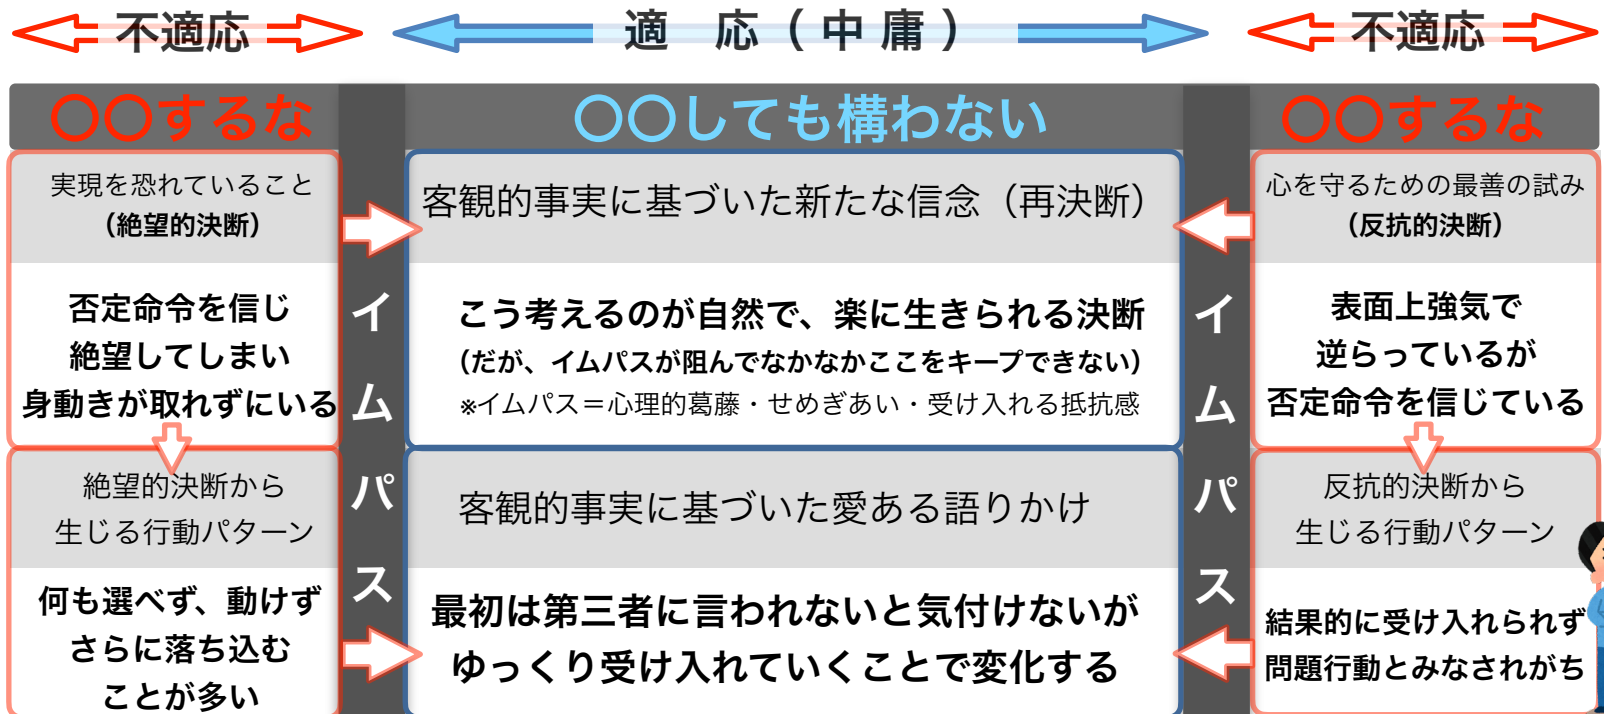 不適応
適 応（中庸）
不適応
〇〇するな
〇〇しても構わない
〇〇するな
実現を恐れていること
（絶望的決断）
否定命令を信じ
絶望してしまい
身動きが取れずにいる
絶望的決断から
生じる行動パターン
何も選べず、動けず
さらに落ち込む
ことが多い
イムパス
客観的事実に基づいた新たな信念（再決断）
こう考えるのが自然で、楽に生きられる決断
（だが、イムパスが阻んでなかなかここをキープできない）
※イムパス＝心理的葛藤・せめぎあい・受け入れる抵抗感
客観的事実に基づいた愛ある語りかけ
最初は第三者に言われないと気付けないが
ゆっくり受け入れていくことで変化する
イムパス
心を守るための最善の試み
（反抗的決断）
表面上強気で
逆らっているが
否定命令を信じている
反抗的決断から
生じる行動パターン
結果的に受け入れられず
問題行動とみなされがち